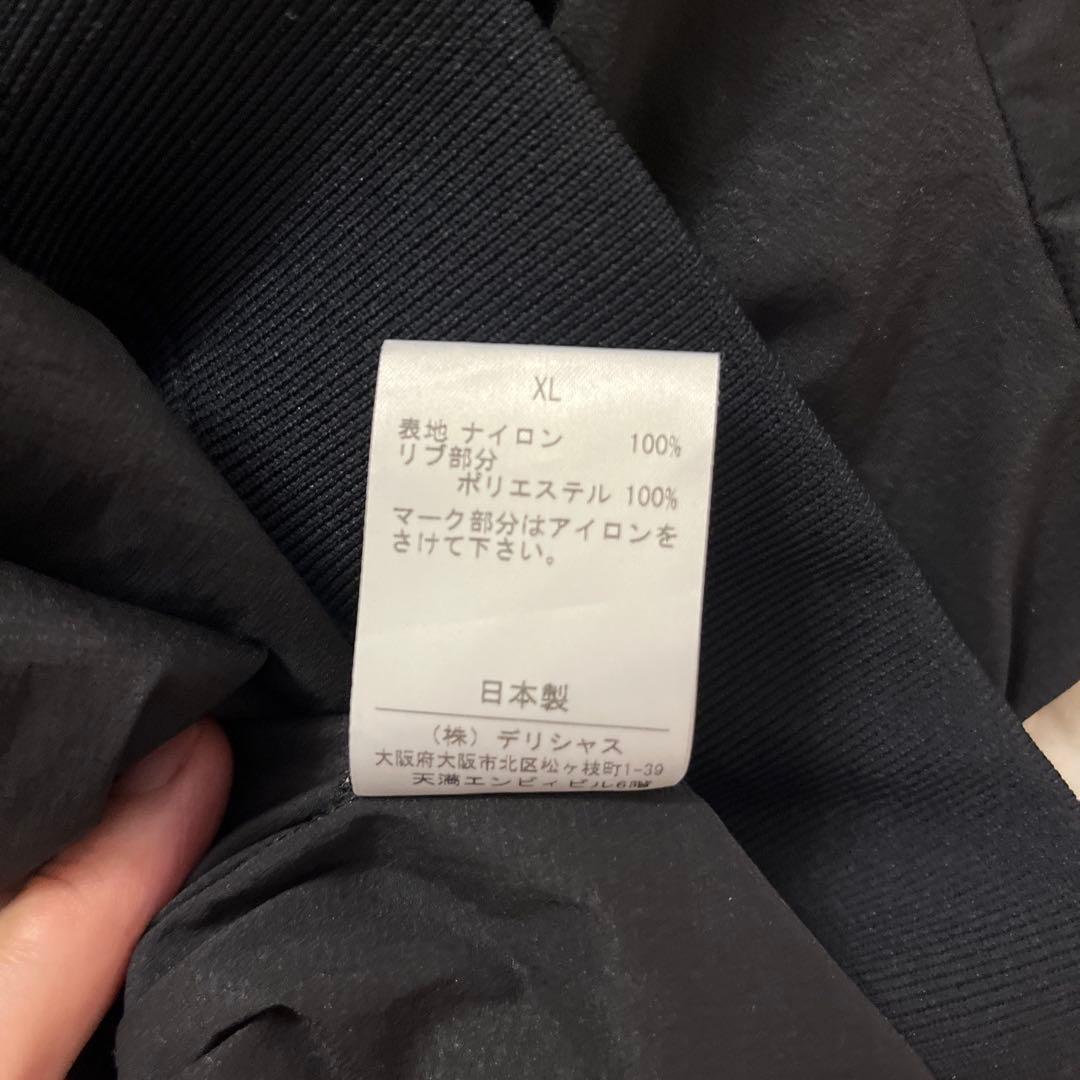 XL
表地 ナイロン 100%
リブ部分
ポリエステル 100%
マーク部分はアイロンを
さけて下さい。
日本製
(株) デリシャス
大阪府大阪市北区松ヶ枝町1-39
天満エンビィビル6階